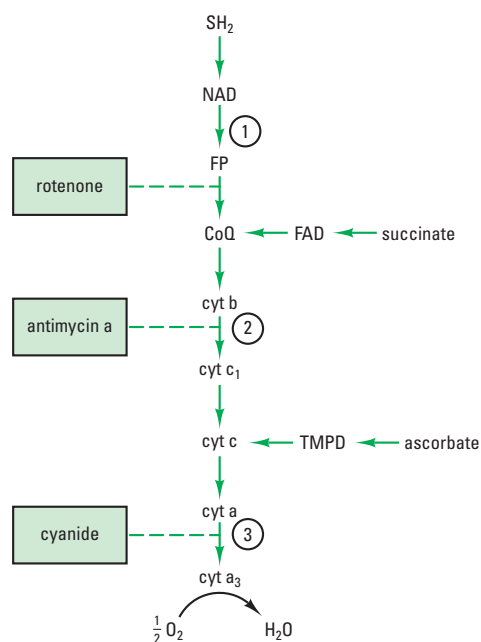 SH2
NAD
1
FP
rotenone
CoQ FAD succinate
cyt b
antimycin a 2
cyt c1
cyt c TMPD ascorbate
cyt a
cyanide 3
cyt a3
1/2 O2 H2O